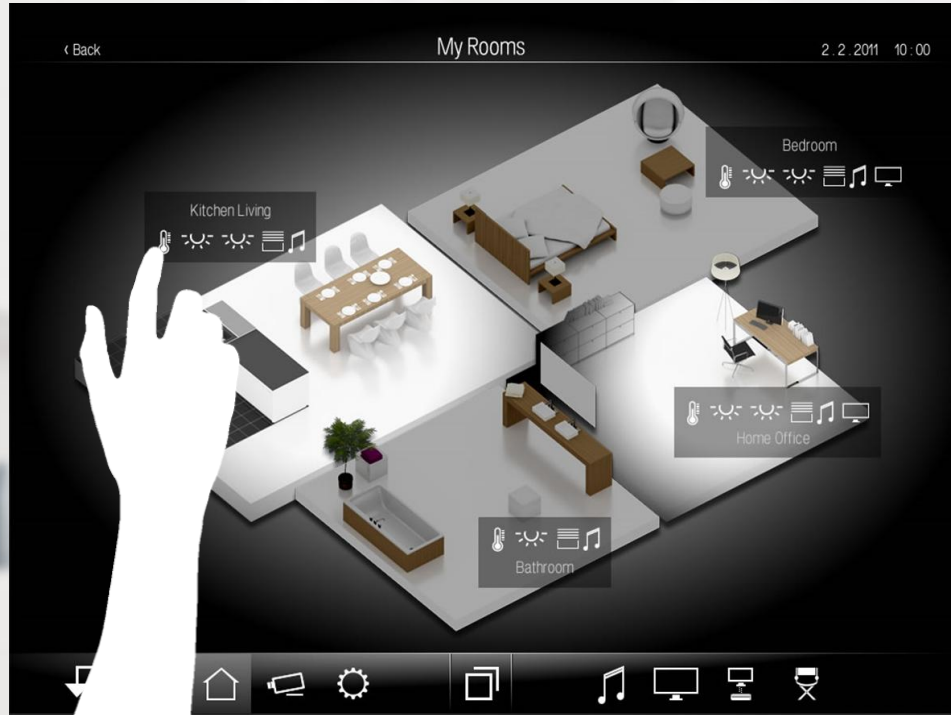 ‹ Back
My Rooms
2 . 2 . 2011 10 : 00
Bedroom
Kitchen Living
Home Office
Bathroom